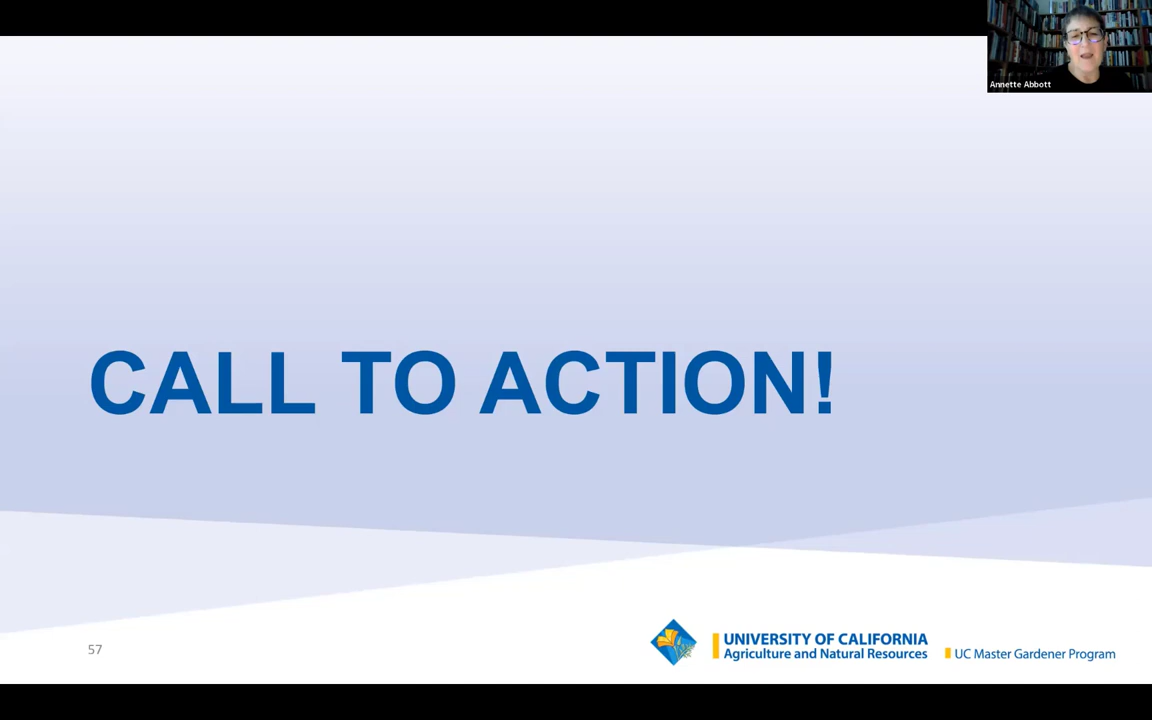 Annette Abbott
CALL TO ACTION!
57
UNIVERSITY OF CALIFORNIA
Agriculture and Natural Resources
UC Master Gardener Program